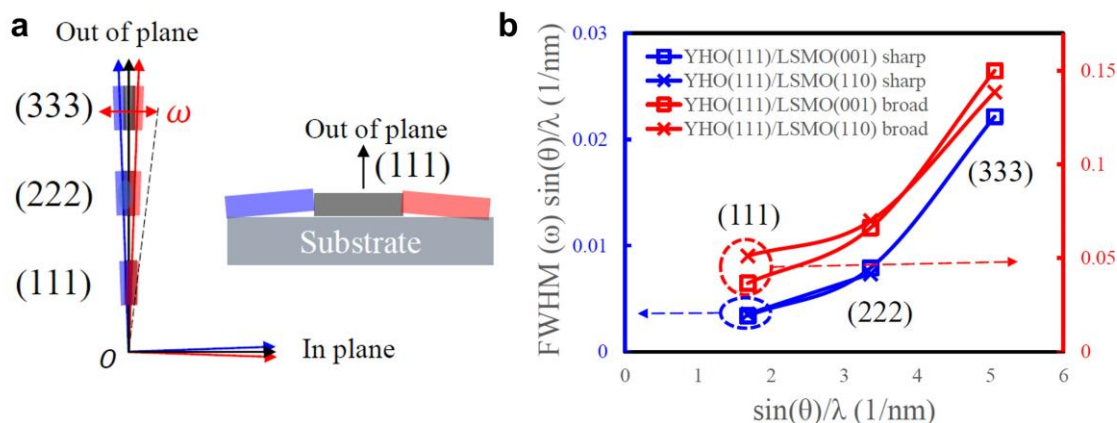 a
Out of plane
(333)
ω
(222)
(111)
O
In plane
Out of plane
(111)
Substrate
b
FWHM (ω) sin(θ)/λ (1/nm)
0.03
0.02
0.01
0
YHO(111)/LSMO(001) sharp
YHO(111)/LSMO(110) sharp
YHO(111)/LSMO(001) broad
YHO(111)/LSMO(110) broad
(111)
(222)
(333)
0.15
0.1
0.05
0
0 1 2 3 4 5 6
sin(θ)/λ (1/nm)